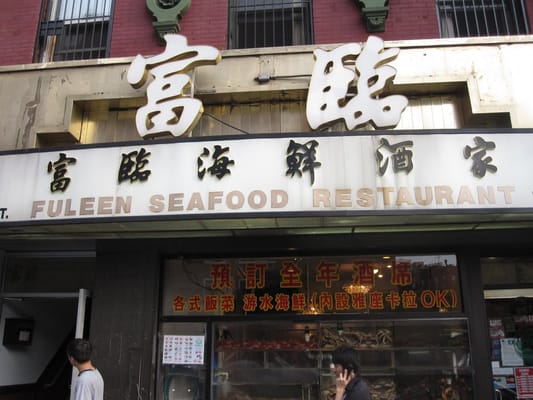 富臨
富臨海鮮酒家
T. FULEEN SEAFOOD RESTAURANT
預訂全年酒席
各式飯菜 游水海鮮(內設雅座卡拉OK)